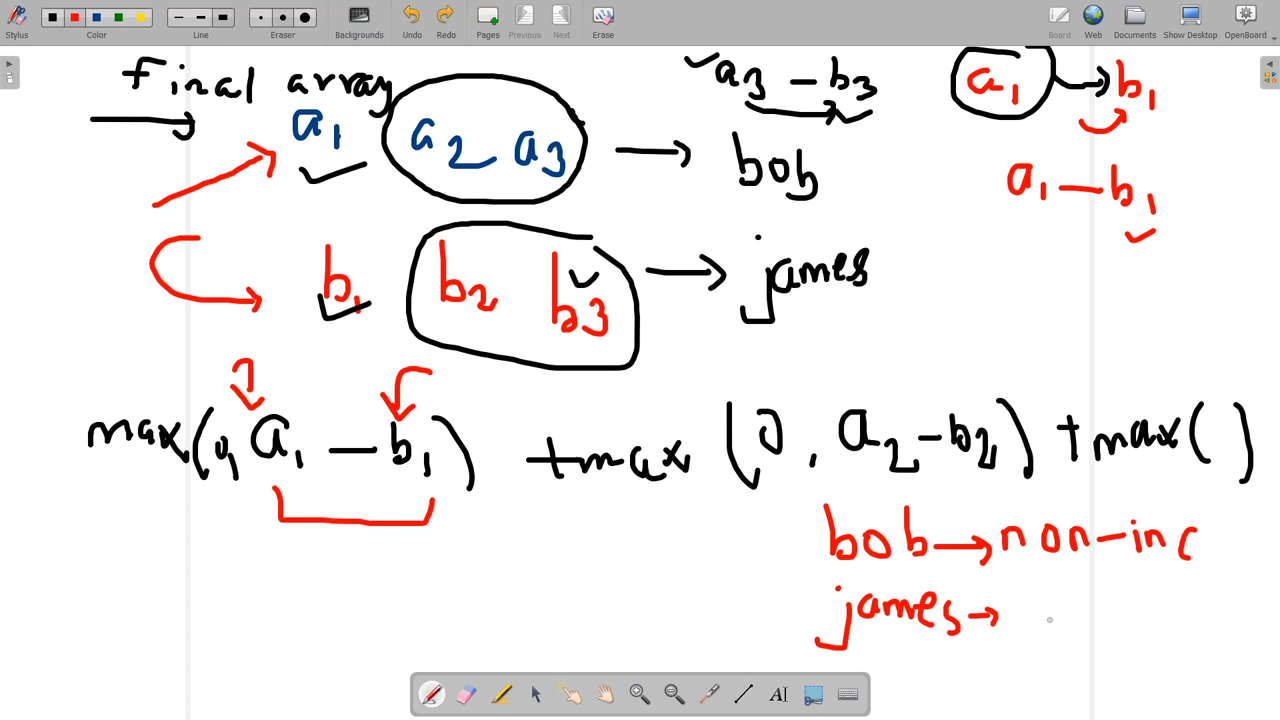 Stylus
Color
Line
Eraser
Backgrounds
Undo
Redo
Pages
Previous
Next
Erase
Board
Web
Documents
Show Desktop
OpenBoard
Final array
a1 a2 a3 → bob
a3 - b3
a1 → b1
a1 - b1
b1 b2 b3 → james
max(0, a1 - b1) + max(0, a2 - b2) + max( )
bob → non-inc
james →
AI